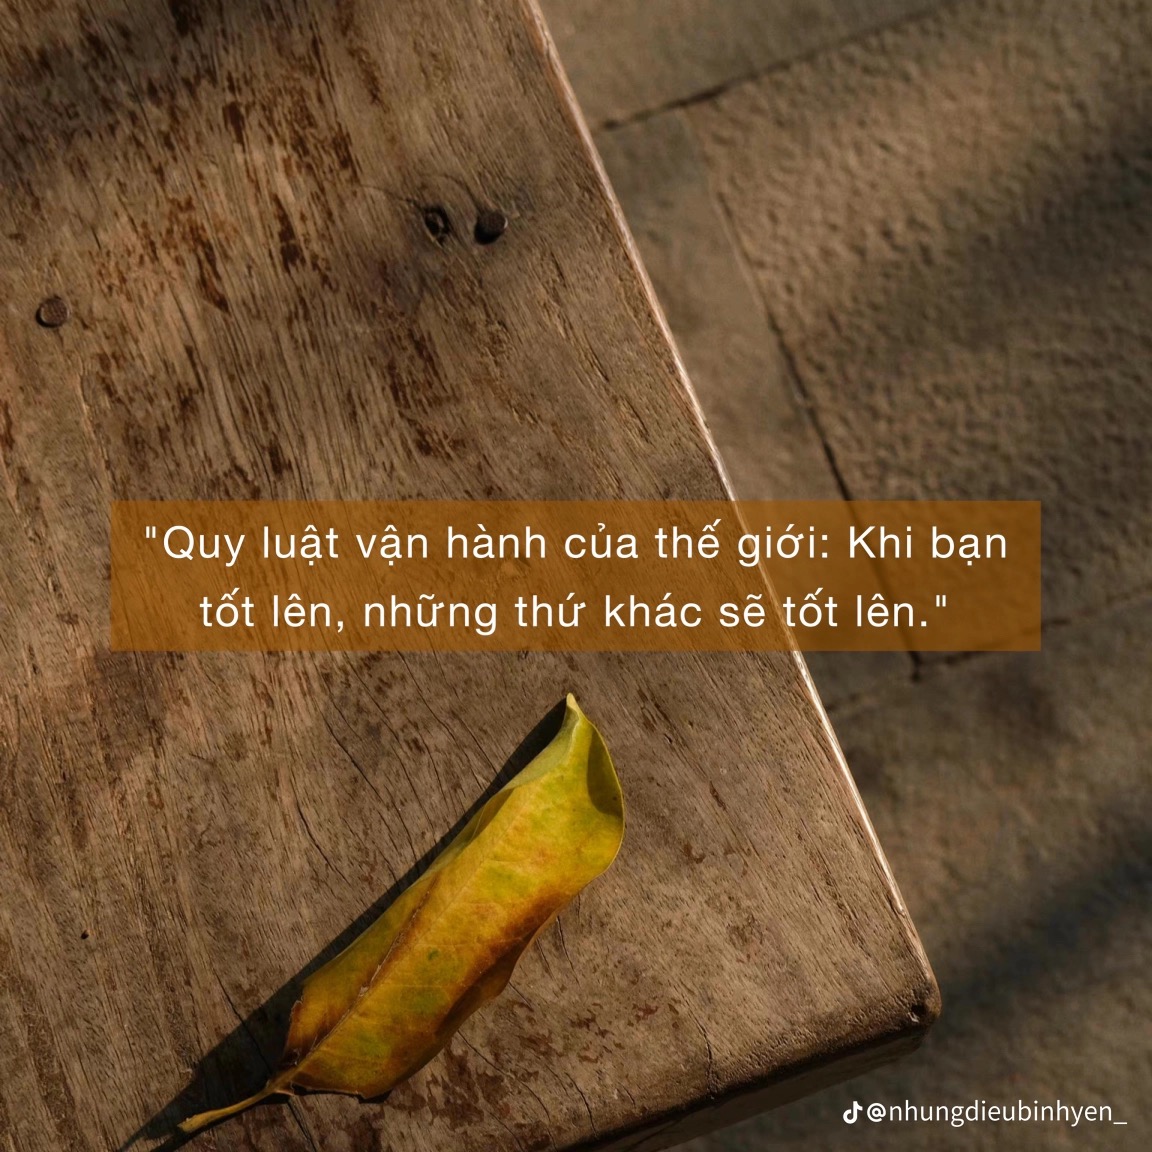 "Quy luật vận hành của thế giới: Khi bạn
tốt lên, những thứ khác sẽ tốt lên."
@nhungdieubinhyen_